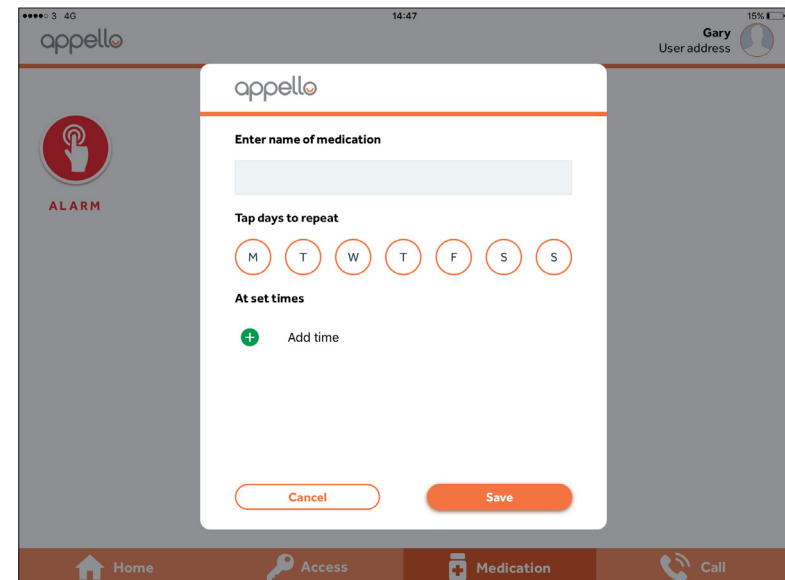 3 4G
14:47
15%
appello
Gary
User address
appello
Enter name of medication
ALARM
Tap days to repeat
M T W T F S S
At set times
Add time
Cancel Save
Home Access Medication Call